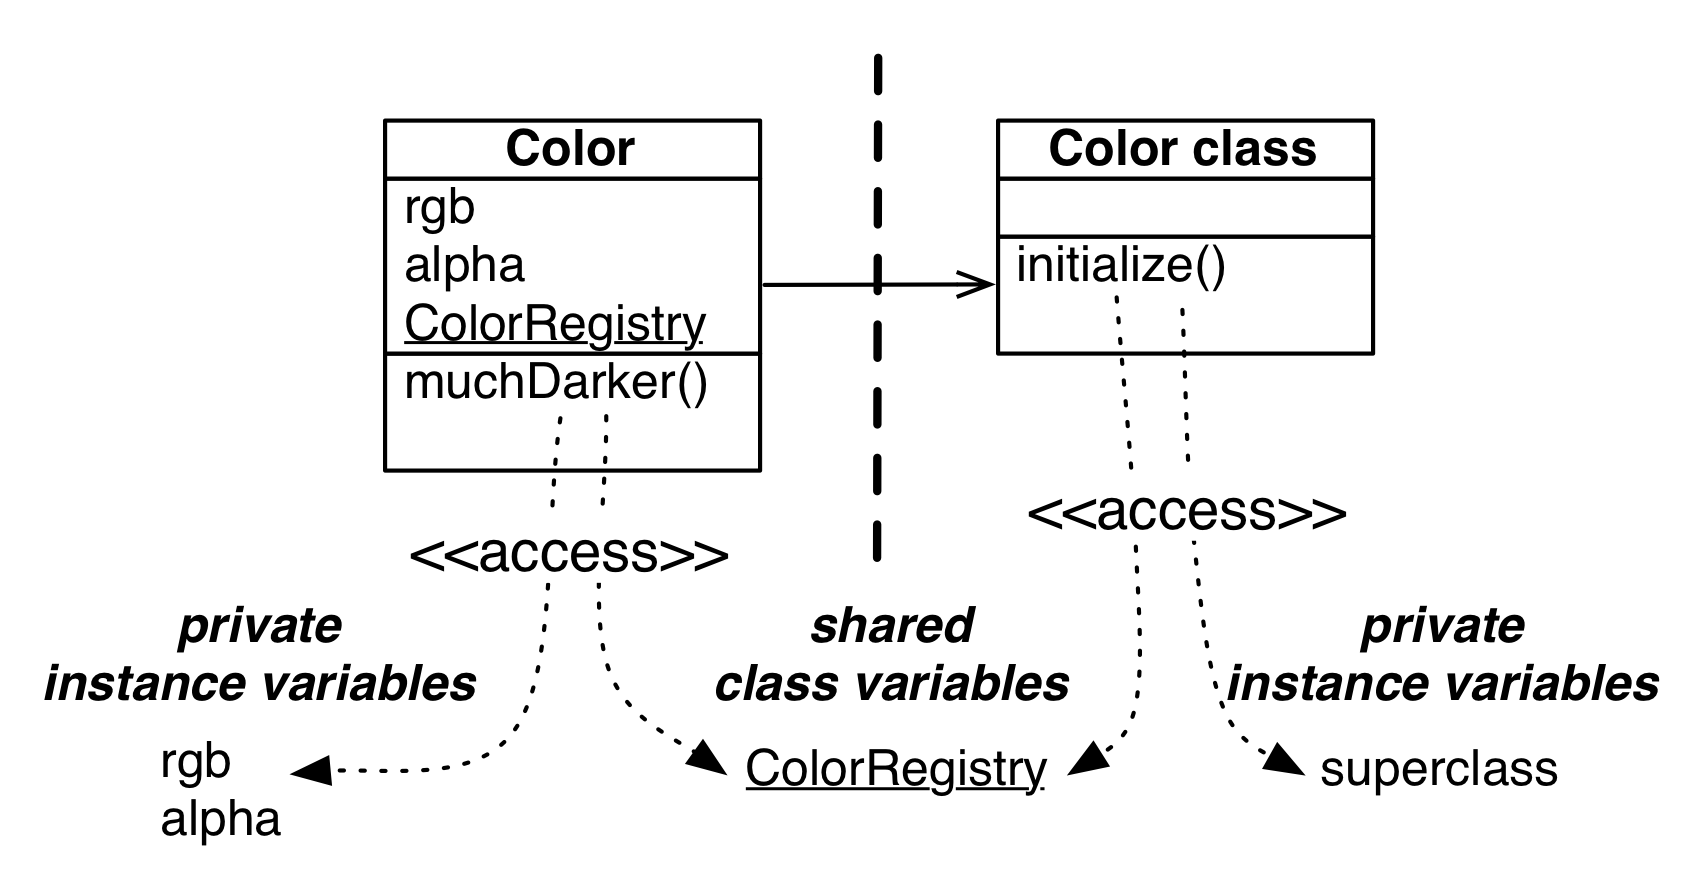 Color
rgb
alpha
ColorRegistry
muchDarker()
Color class
initialize()
<<access>>
<<access>>
private
instance variables
rgb
alpha
shared
class variables
ColorRegistry
private
instance variables
superclass